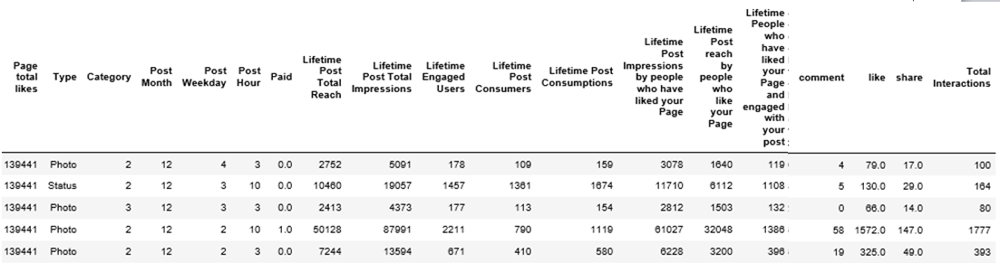 Page total likes Type Category Post Month Post Weekday Post Hour Paid Lifetime Post Total Reach Lifetime Post Total Impressions Lifetime Engaged Users Lifetime Post Consumers Lifetime Post Consumptions Lifetime Post Impressions by people who have liked your Page Lifetime Post reach by people who like your Page Lifetime People who have liked your Page and engaged with your post comment like share Total Interactions
139441 Photo 2 12 4 3 0.0 2752 5091 178 109 159 3078 1640 119 4 79.0 17.0 100
139441 Status 2 12 3 10 0.0 10460 19057 1457 1361 1674 11710 6112 1108 5 130.0 29.0 164
139441 Photo 3 12 3 3 0.0 2413 4373 177 113 154 2812 1503 132 0 66.0 14.0 80
139441 Photo 2 12 2 10 1.0 50128 87991 2211 790 1119 61027 32048 1386 58 1572.0 147.0 1777
139441 Photo 2 12 2 3 0.0 7244 13594 671 410 580 6228 3200 396 19 325.0 49.0 393